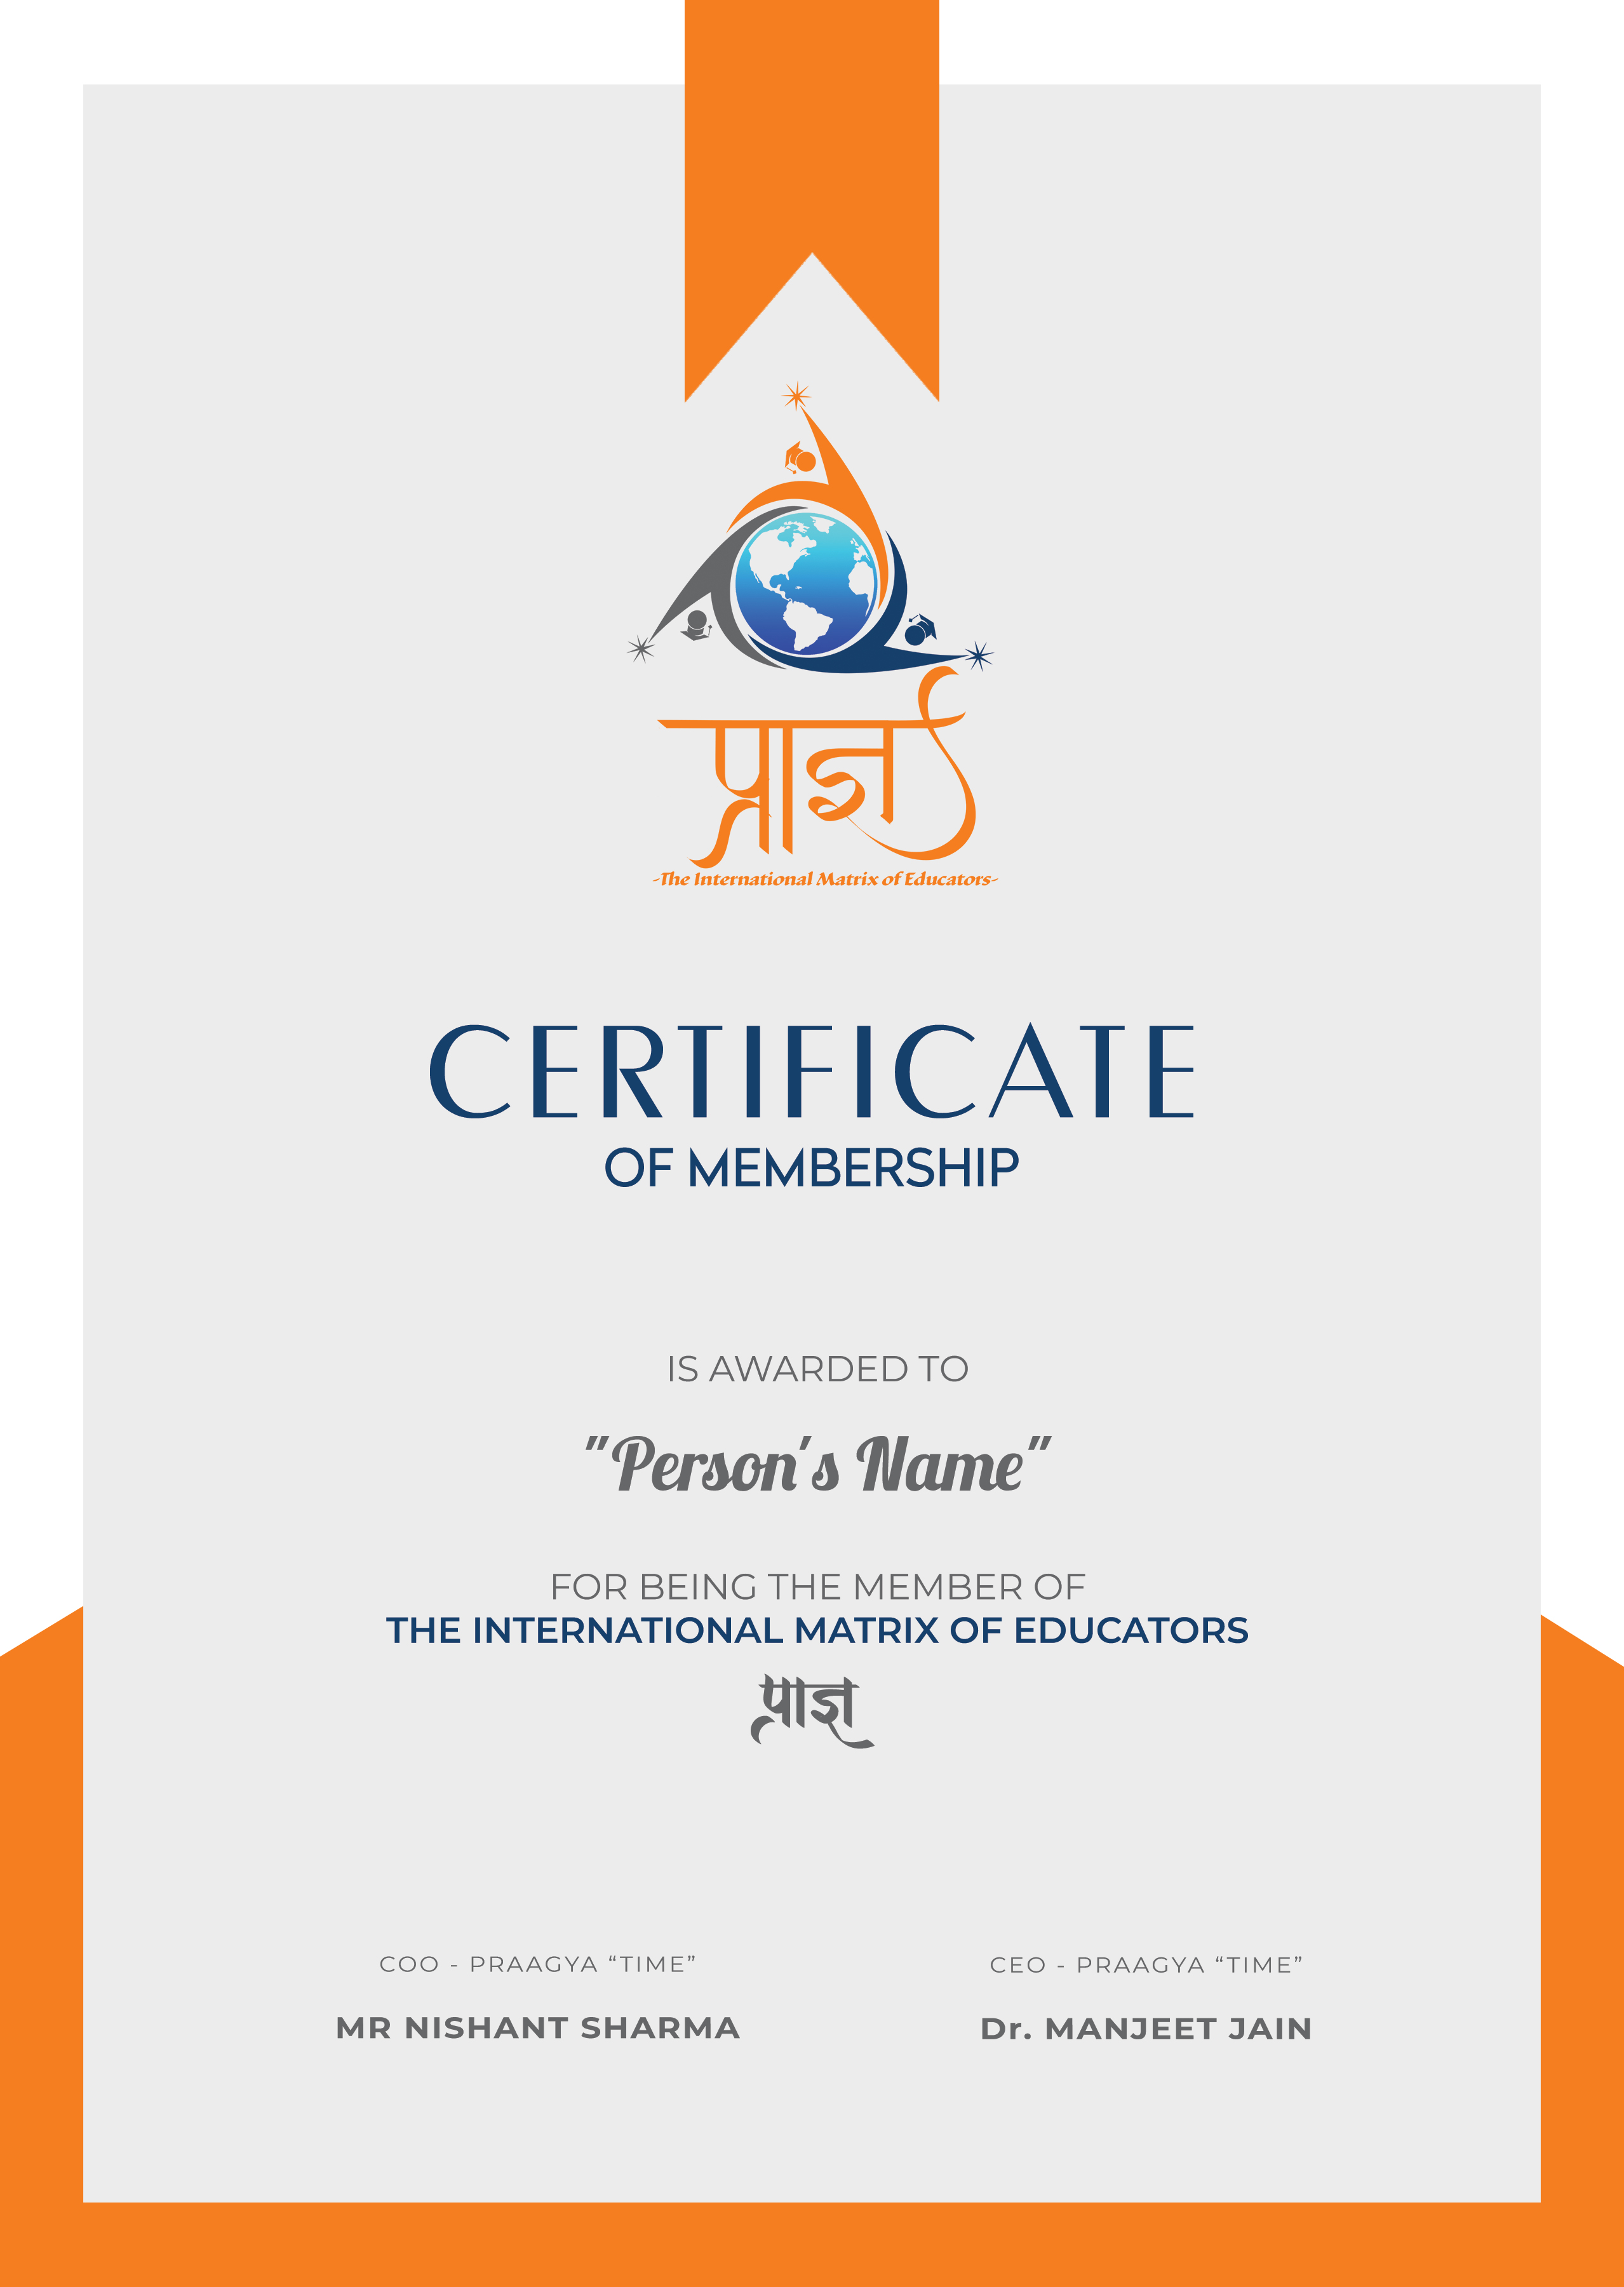 प्राज्ञ
-The International Matrix of Educators-
CERTIFICATE
OF MEMBERSHIP
IS AWARDED TO
"Person's Name"
FOR BEING THE MEMBER OF
THE INTERNATIONAL MATRIX OF EDUCATORS
प्राज्ञ
COO - PRAAGYA “TIME”
CEO - PRAAGYA “TIME”
MR NISHANT SHARMA
Dr. MANJEET JAIN